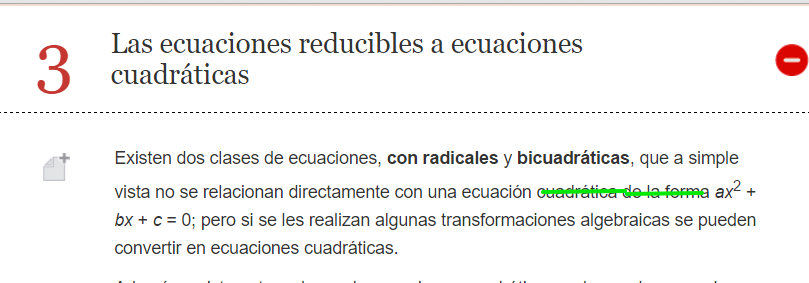 3
Las ecuaciones reducibles a ecuaciones
cuadráticas
Existen dos clases de ecuaciones, con radicales y bicuadráticas, que a simple
vista no se relacionan directamente con una ecuación cuadrática de la forma ax² +
bx + c = 0; pero si se les realizan algunas transformaciones algebraicas se pueden
convertir en ecuaciones cuadráticas.